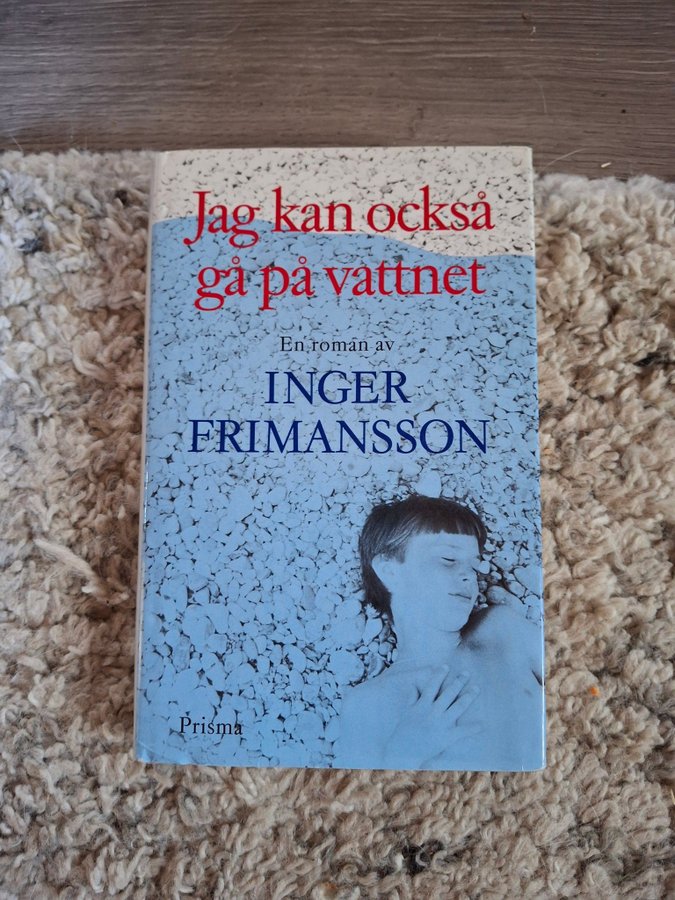 Jag kan också
gå på vattnet
En roman av
INGER
FRIMANSSON
Prisma